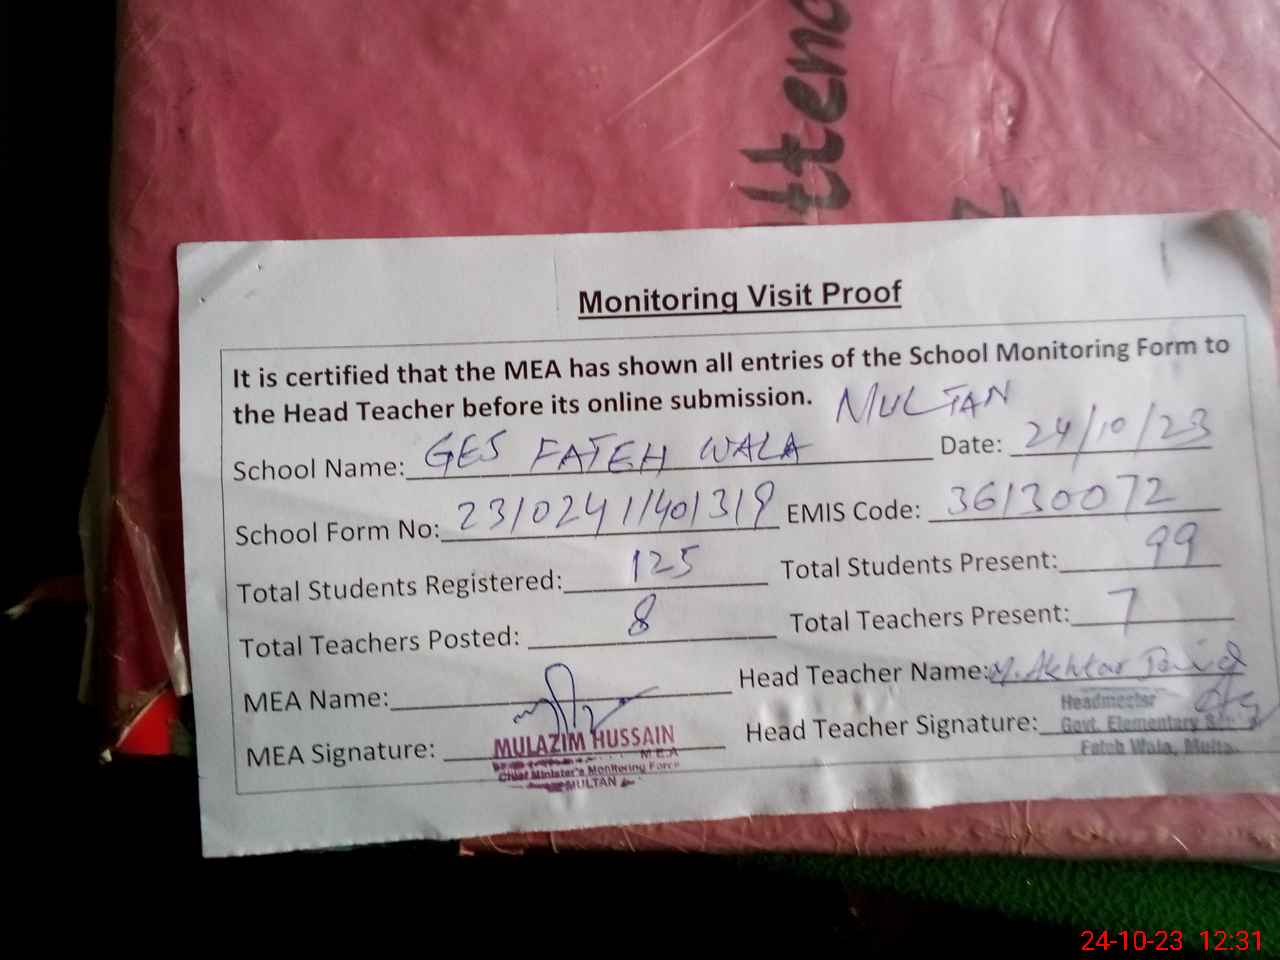 Attend
Monitoring Visit Proof
It is certified that the MEA has shown all entries of the School Monitoring Form to
the Head Teacher before its online submission.
MULTAN
School Name: GES FATEH WALA Date: 24/10/23
School Form No: 23/0241/40/319 EMIS Code: 36130072
Total Students Registered: 125 Total Students Present: 99
Total Teachers Posted: 8 Total Teachers Present: 7
MEA Name: Head Teacher Name: M. Akhtar
MEA Signature: Head Teacher Signature:
MULAZIM HUSSAIN
MEA
Chief Minister's Monitoring Force
MULTAN
Headmaster
Govt. Elementary
Fateh Wala, Multan
24-10-23 12:31